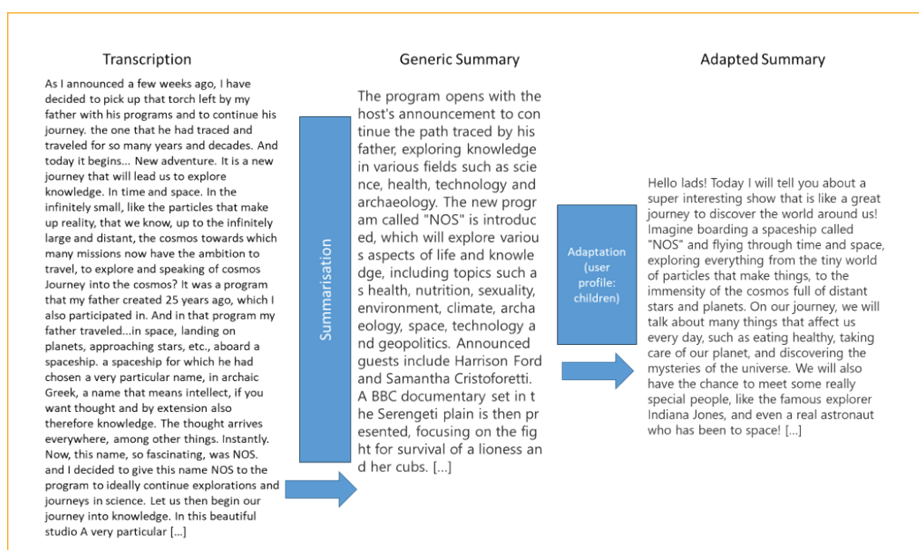 Transcription
As I announced a few weeks ago, I have
decided to pick up that torch left by my
father with his programs and to continue his
journey. the one that he had traced and
traveled for so many years and decades. And
today it begins... New adventure. It is a new
journey that will lead us to explore
knowledge. In time and space. In the
infinitely small, like the particles that make
up reality, that we know, up to the infinitely
large and distant, the cosmos towards which
many missions now have the ambition to
travel, to explore and speaking of cosmos
Journey into the cosmos? It was a program
that my father created 25 years ago, which I
also participated in. And in that program my
father traveled...in space, landing on
planets, approaching stars, etc., aboard a
spaceship. a spaceship for which he had
chosen a very particular name, in archaic
Greek, a name that means intellect, if you
want thought and by extension also
therefore knowledge. The thought arrives
everywhere, among other things. Instantly.
Now, this name, so fascinating, was NOS.
and I decided to give this name NOS to the
program to ideally continue explorations and
journeys in science. Let us then begin our
journey into knowledge. In this beautiful
studio A very particular [...]
Summarisation
Generic Summary
The program opens with the
host's announcement to con
tinue the path traced by his
father, exploring knowledge
in various fields such as scie
nce, health, technology and
archaeology. The new progr
am called "NOS" is introduc
ed, which will explore variou
s aspects of life and knowle
dge, including topics such a
s health, nutrition, sexuality,
environment, climate, archa
eology, space, technology a
nd geopolitics. Announced
guests include Harrison Ford
and Samantha Cristoforetti.
A BBC documentary set in t
he Serengeti plain is then pr
esented, focusing on the fig
ht for survival of a lioness an
d her cubs. [...]
Adaptation
(user
profile:
children)
Adapted Summary
Hello lads! Today I will tell you about a
super interesting show that is like a great
journey to discover the world around us!
Imagine boarding a spaceship called
"NOS" and flying through time and space,
exploring everything from the tiny world
of particles that make things, to the
immensity of the cosmos full of distant
stars and planets. On our journey, we will
talk about many things that affect us
every day, such as eating healthy, taking
care of our planet, and discovering the
mysteries of the universe. We will also
have the chance to meet some really
special people, like the famous explorer
Indiana Jones, and even a real astronaut
who has been to space! [...]